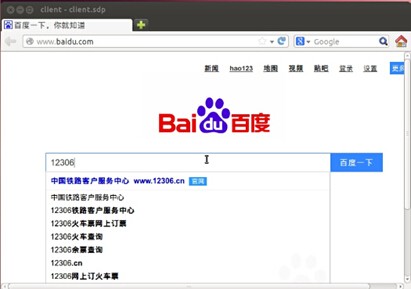 client - client.sdp
百度一下，你就知道
www.baidu.com
Google
新闻 hao123 地图 视频 贴吧 登录 设置
Baidu百度
12306 百度一下
中国铁路客户服务中心 www.12306.cn 官网
中国铁路客户服务中心
12306铁路客户服务中心
12306火车票网上订票
12306火车查询
12306余票查询
12306.cn
12306网上订火车票